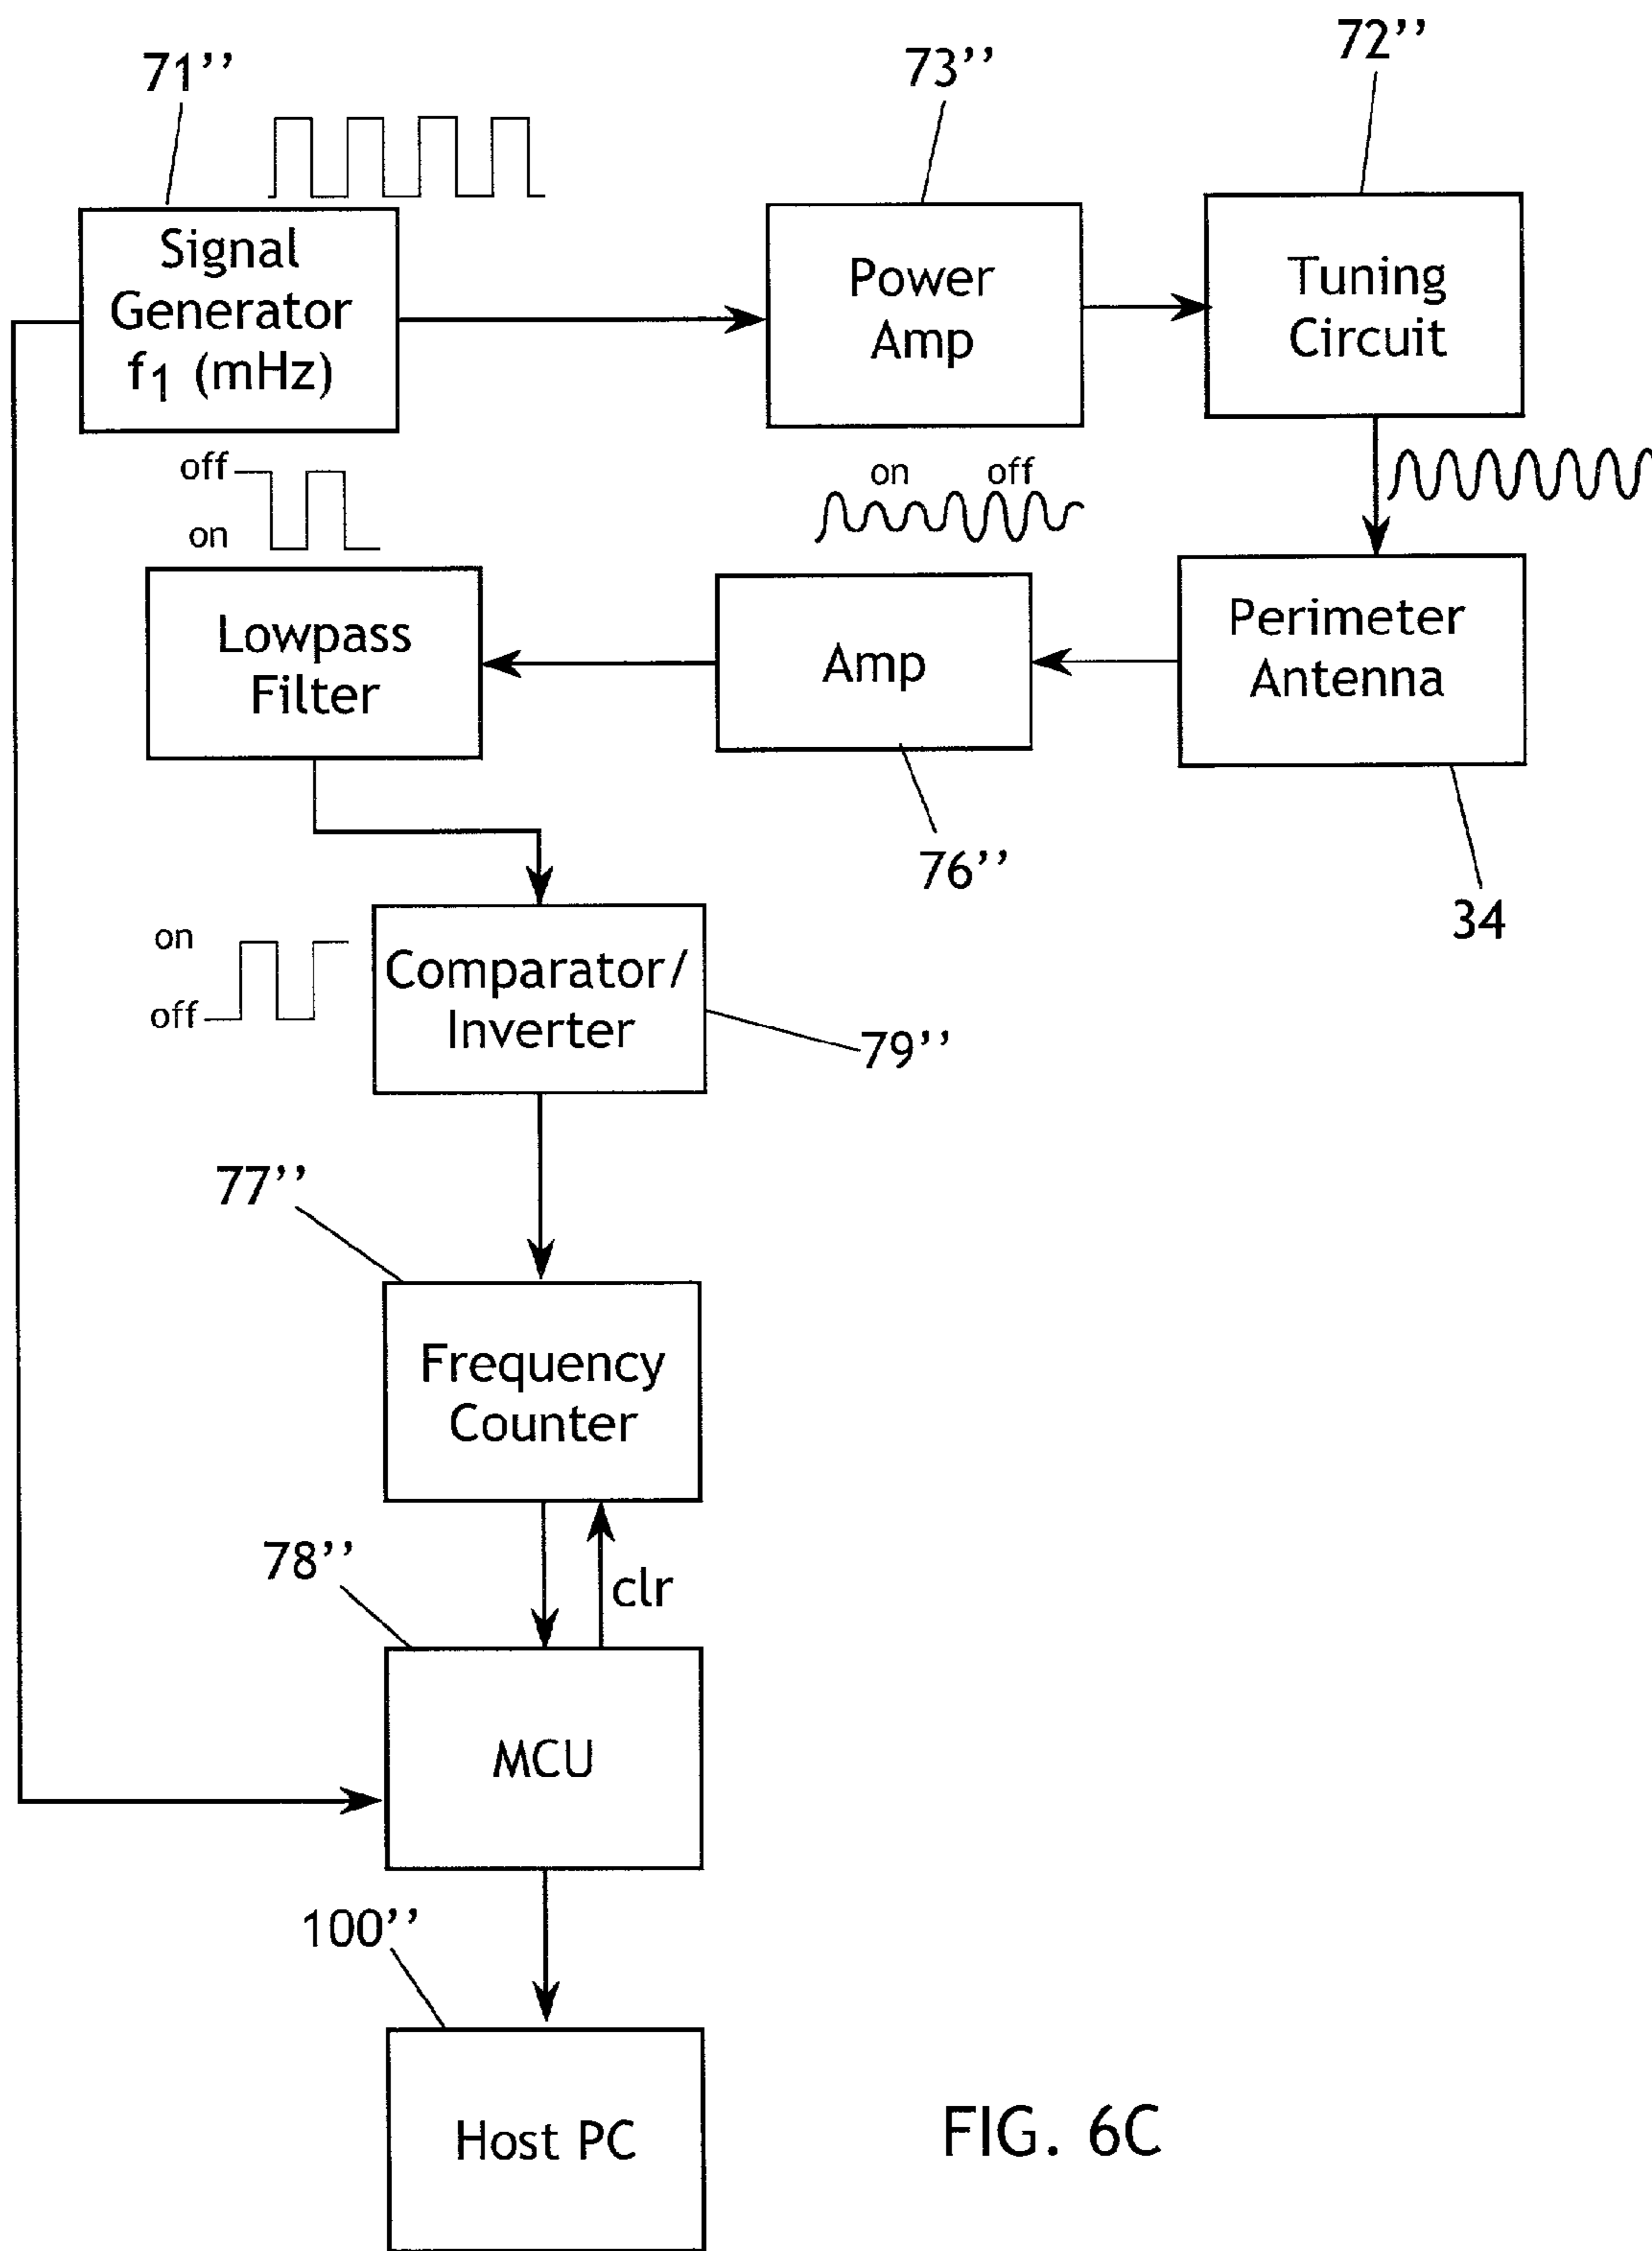 71’’
73’’
72’’
Signal
Generator
f1 (mHz)
Power
Amp
Tuning
Circuit
off
on
on off
Lowpass
Filter
Amp
Perimeter
Antenna
76’’
34
on
off
Comparator/
Inverter
79’’
77’’
Frequency
Counter
78’’
clr
MCU
100’’
Host PC
FIG. 6C